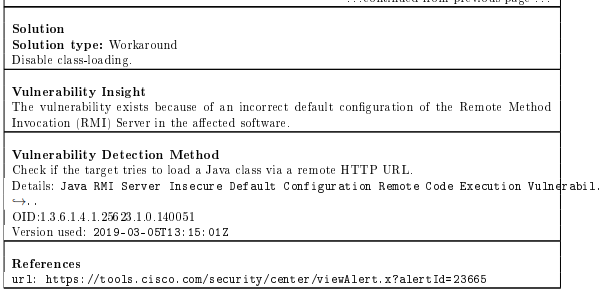 ...continued from previous page ...
Solution
Solution type: Workaround
Disable class-loading.
Vulnerability Insight
The vulnerability exists because of an incorrect default configuration of the Remote Method
Invocation (RMI) Server in the affected software.
Vulnerability Detection Method
Check if the target tries to load a Java class via a remote HTTP URL.
Details: Java RMI Server Insecure Default Configuration Remote Code Execution Vulnerabil.
↪..
OID:1.3.6.1.4.1.25623.1.0.140051
Version used: 2019-03-05T13:15:01Z
References
url: https://tools.cisco.com/security/center/viewAlert.x?alertId=23665